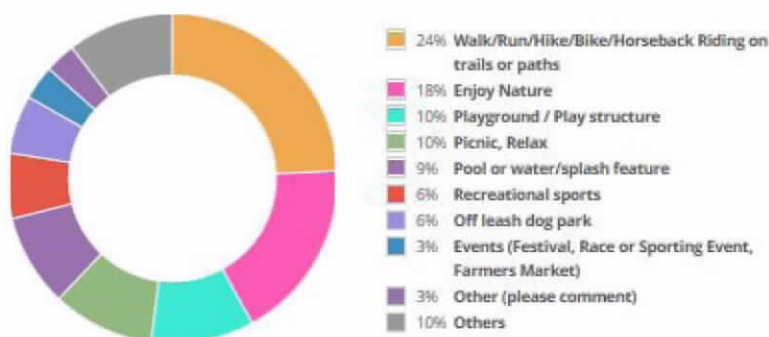 24% Walk/Run/Hike/Bike/Horseback Riding on
trails or paths
18% Enjoy Nature
10% Playground / Play structure
10% Picnic, Relax
9% Pool or water/splash feature
6% Recreational sports
6% Off leash dog park
3% Events (Festival, Race or Sporting Event,
Farmers Market)
3% Other (please comment)
10% Others